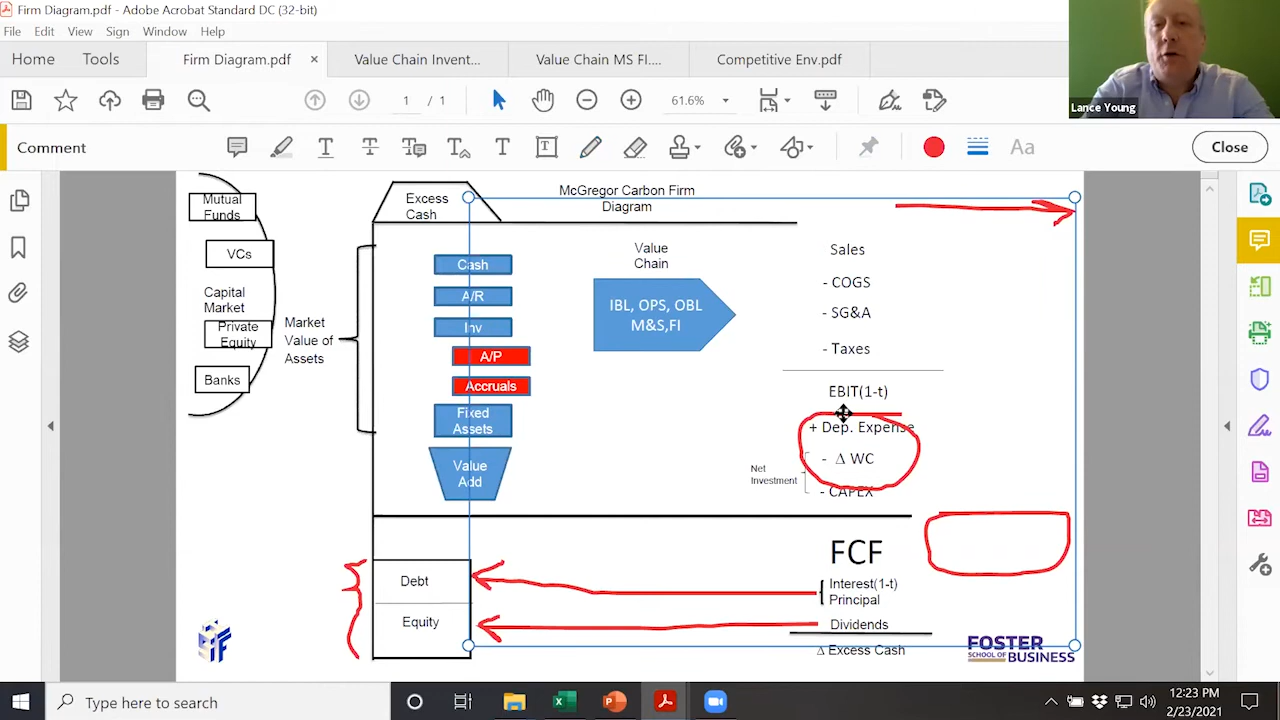 Firm Diagram.pdf - Adobe Acrobat Standard DC (32-bit)
File Edit View Sign Window Help
Home Tools Firm Diagram.pdf × Value Chain Invent... Value Chain MS FI.... Competitive Env.pdf
1 / 1 61.6%
Lance Young
Comment
Aa
Close
Mutual
Funds
VCs
Capital
Market
Private
Equity
Banks
Market
Value of
Assets
Excess
Cash
Cash
A/R
Inv
A/P
Accruals
Fixed
Assets
Value
Add
McGregor Carbon Firm
Diagram
Value
Chain
IBL, OPS, OBL
M&S,FI
Sales
- COGS
- SG&A
- Taxes
EBIT(1-t)
+ Dep. Expense
- Δ WC
Net
Investment
- CAPEX
FCF
Debt
Equity
Interest(1-t)
Principal
Dividends
Δ Excess Cash
FOSTER
SCHOOL OF BUSINESS
Type here to search
12:23 PM
2/23/2021